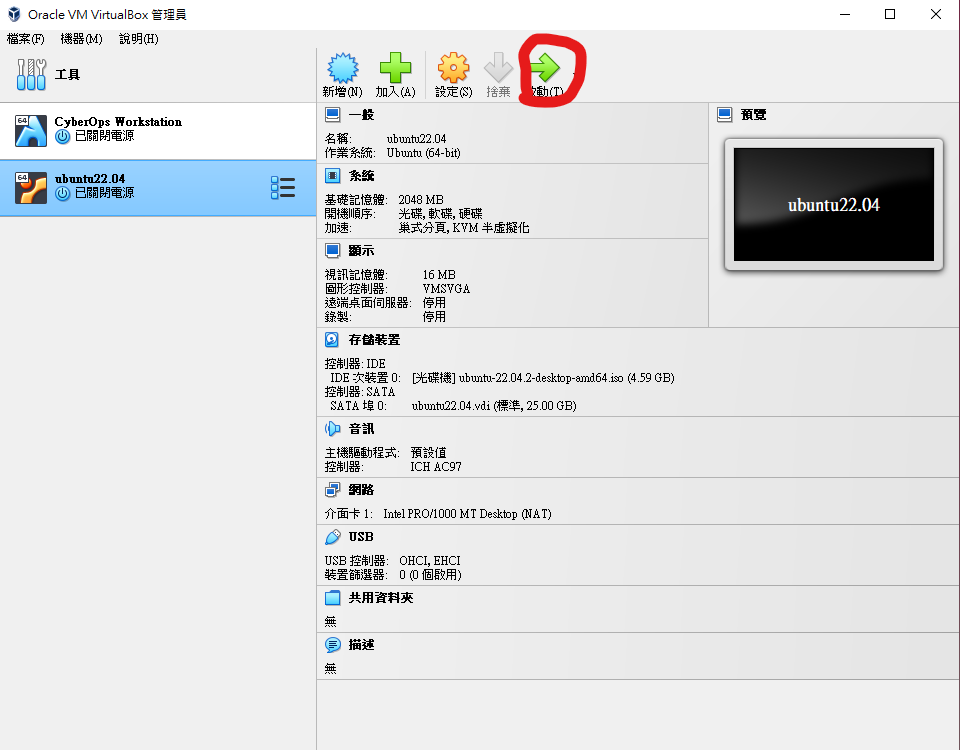 Oracle VM VirtualBox 管理員
檔案(F) 機器(M) 說明(H)
工具
64 CyberOps Workstation
已關閉電源
64 ubuntu22.04
已關閉電源
新增(N) 加入(A) 設定(S) 捨棄 動(T)
一般
名稱: ubuntu22.04
作業系統: Ubuntu (64-bit)
系統
基礎記憶體: 2048 MB
開機順序: 光碟, 軟碟, 硬碟
加速: 巢式分頁, KVM 半虛擬化
顯示
視訊記憶體: 16 MB
圖形控制器: VMSVGA
遠端桌面伺服器: 停用
錄製: 停用
預覽
ubuntu22.04
存儲裝置
控制器: IDE
IDE 次裝置 0: [光碟機] ubuntu-22.04.2-desktop-amd64.iso (4.59 GB)
控制器: SATA
SATA 埠 0: ubuntu22.04.vdi (標準, 25.00 GB)
音訊
主機驅動程式: 預設值
控制器: ICH AC97
網路
介面卡 1: Intel PRO/1000 MT Desktop (NAT)
USB
USB 控制器: OHCI, EHCI
裝置篩選器: 0 (0 個啟用)
共用資料夾
無
描述
無